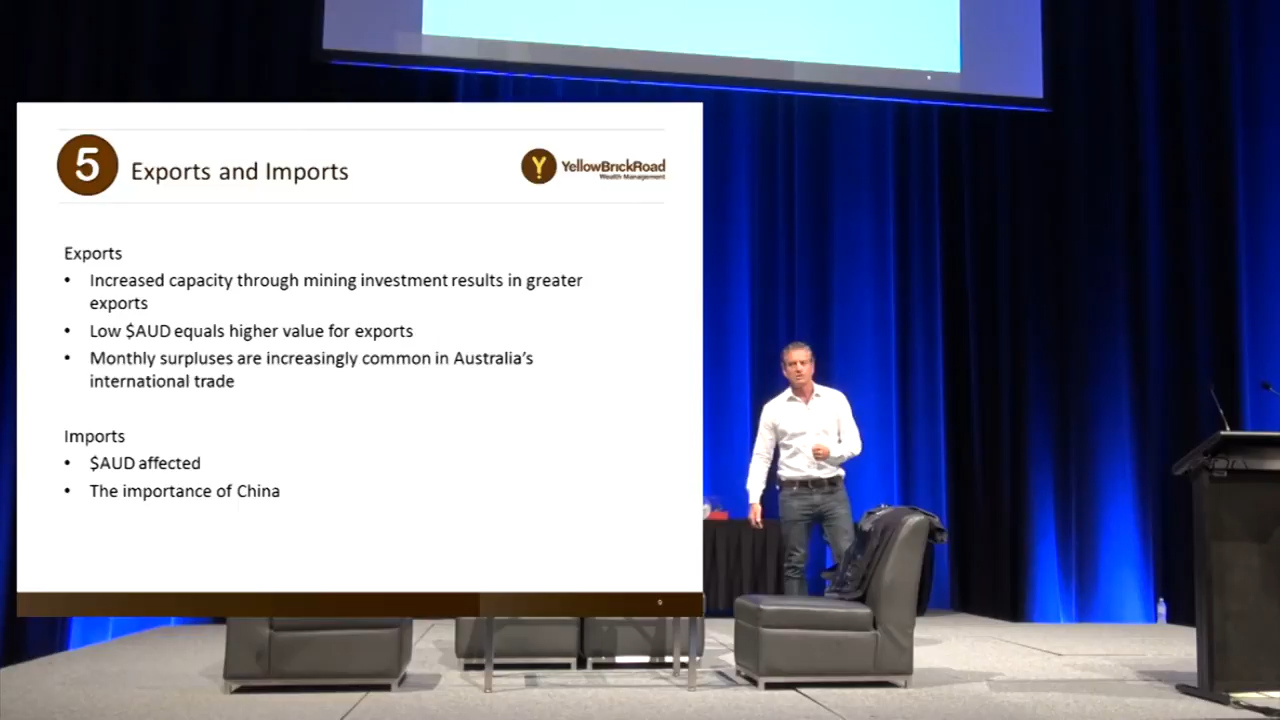 5
Exports and Imports
Y YellowBrickRoad
Wealth Management
Exports
• Increased capacity through mining investment results in greater
exports
• Low $AUD equals higher value for exports
• Monthly surpluses are increasingly common in Australia's
international trade
Imports
• $AUD affected
• The importance of China